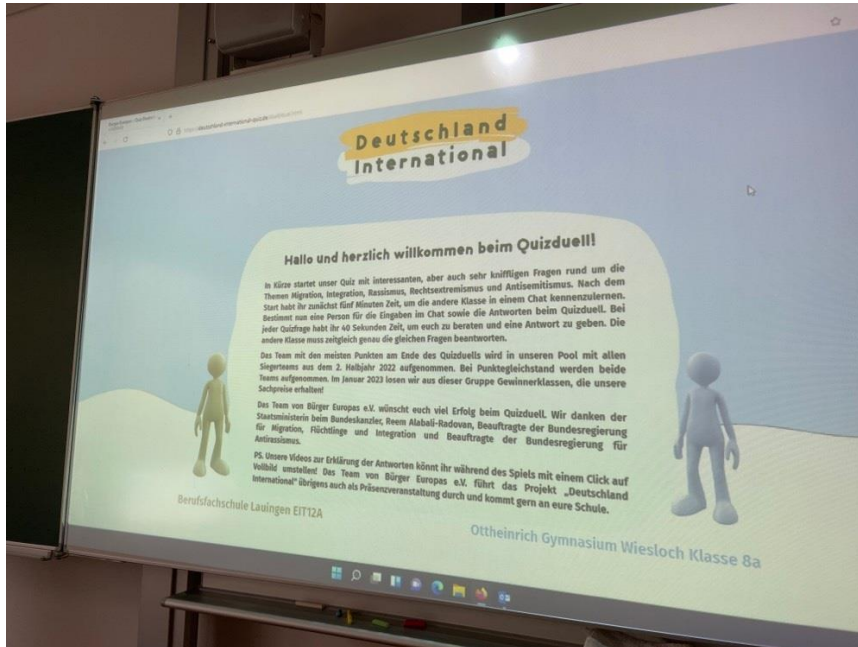 Deutschland
International
Hallo und herzlich willkommen beim Quizduell!
In Kürze startet unser Quiz mit interessanten, aber auch sehr kniffligen Fragen rund um die
Themen Migration, Integration, Rassismus, Rechtsextremismus und Antisemitismus. Nach dem
Start habt ihr zunächst fünf Minuten Zeit, um die andere Klasse in einem Chat kennenzulernen.
Bestimmt nun eine Person für die Eingaben im Chat sowie die Antworten beim Quizduell. Bei
jeder Quizfrage habt ihr 40 Sekunden Zeit, um euch zu beraten und eine Antwort zu geben. Die
andere Klasse muss zeitgleich genau die gleichen Fragen beantworten.
Das Team mit den meisten Punkten am Ende des Quizduells wird in unseren Pool mit allen
Siegerteams aus dem 2. Halbjahr 2022 aufgenommen. Bei Punktegleichstand werden beide
Teams aufgenommen. Im Januar 2023 losen wir aus dieser Gruppe Gewinnerklassen, die unsere
Sachpreise erhalten!
Das Team von Bürger Europas e.V. wünscht euch viel Erfolg beim Quizduell. Wir danken der
Staatsministerin beim Bundeskanzler, Reem Alabali-Radovan, Beauftragte der Bundesregierung
für Migration, Flüchtlinge und Integration und Beauftragte der Bundesregierung für
Antirassismus.
PS. Unsere Videos zur Erklärung der Antworten könnt ihr während des Spiels mit einem Click auf
Vollbild umstellen! Das Team von Bürger Europas e.V. führt das Projekt „Deutschland
International" übrigens auch als Präsenzveranstaltung durch und kommt gern an eure Schule.
Berufsfachschule Lauingen EIT12A
Ottheinrich Gymnasium Wiesloch Klasse 8a